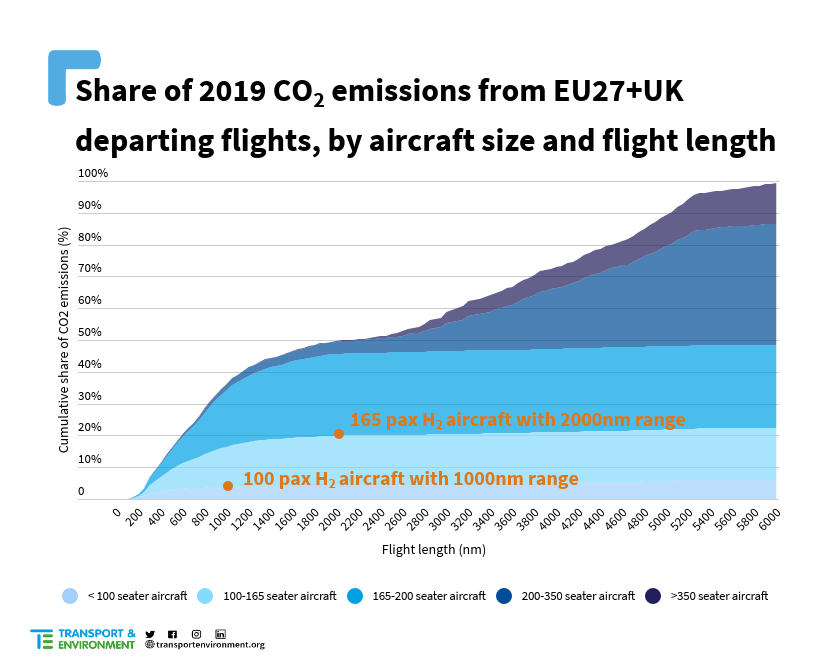 Share of 2019 CO₂ emissions from EU27+UK
departing flights, by aircraft size and flight length
Cumulative share of CO2 emissions (%)
100%
90%
80%
70%
60%
50%
40%
30%
20%
10%
0
165 pax H₂ aircraft with 2000nm range
100 pax H₂ aircraft with 1000nm range
0 200 400 600 800 1000 1200 1400 1600 1800 2000 2200 2400 2600 2800 3000 3200 3400 3600 3800 4000 4200 4400 4600 4800 5000 5200 5400 5600 5800 6000
Flight length (nm)
< 100 seater aircraft 100-165 seater aircraft 165-200 seater aircraft 200-350 seater aircraft >350 seater aircraft
TRANSPORT &
ENVIRONMENT
transportenvironment.org